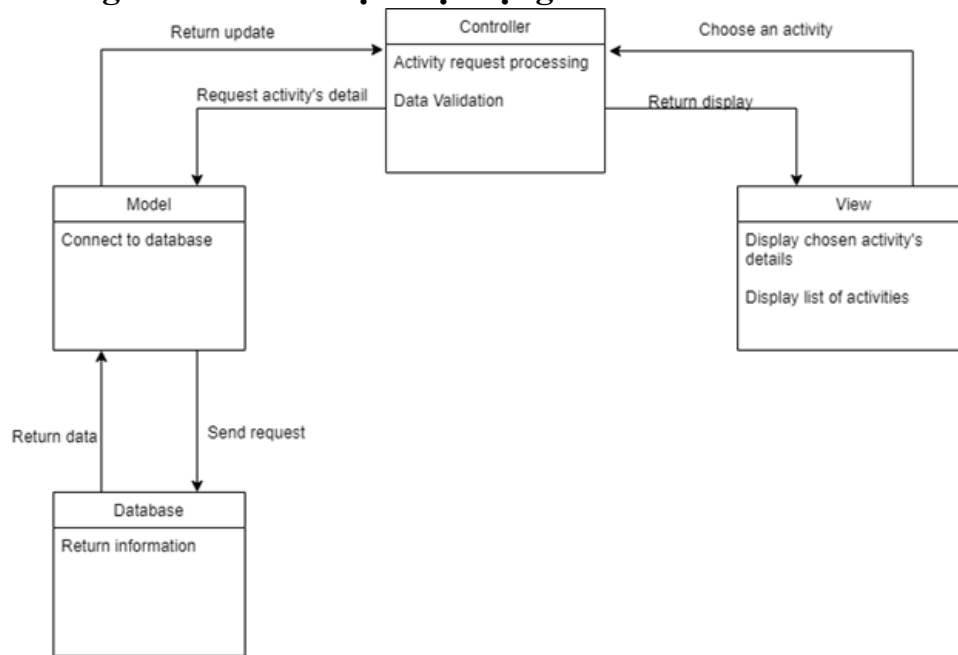 Return update
Controller
Choose an activity
Activity request processing
Request activity's detail
Data Validation
Return display
Model
View
Connect to database
Display chosen activity's
details
Display list of activities
Return data
Send request
Database
Return information